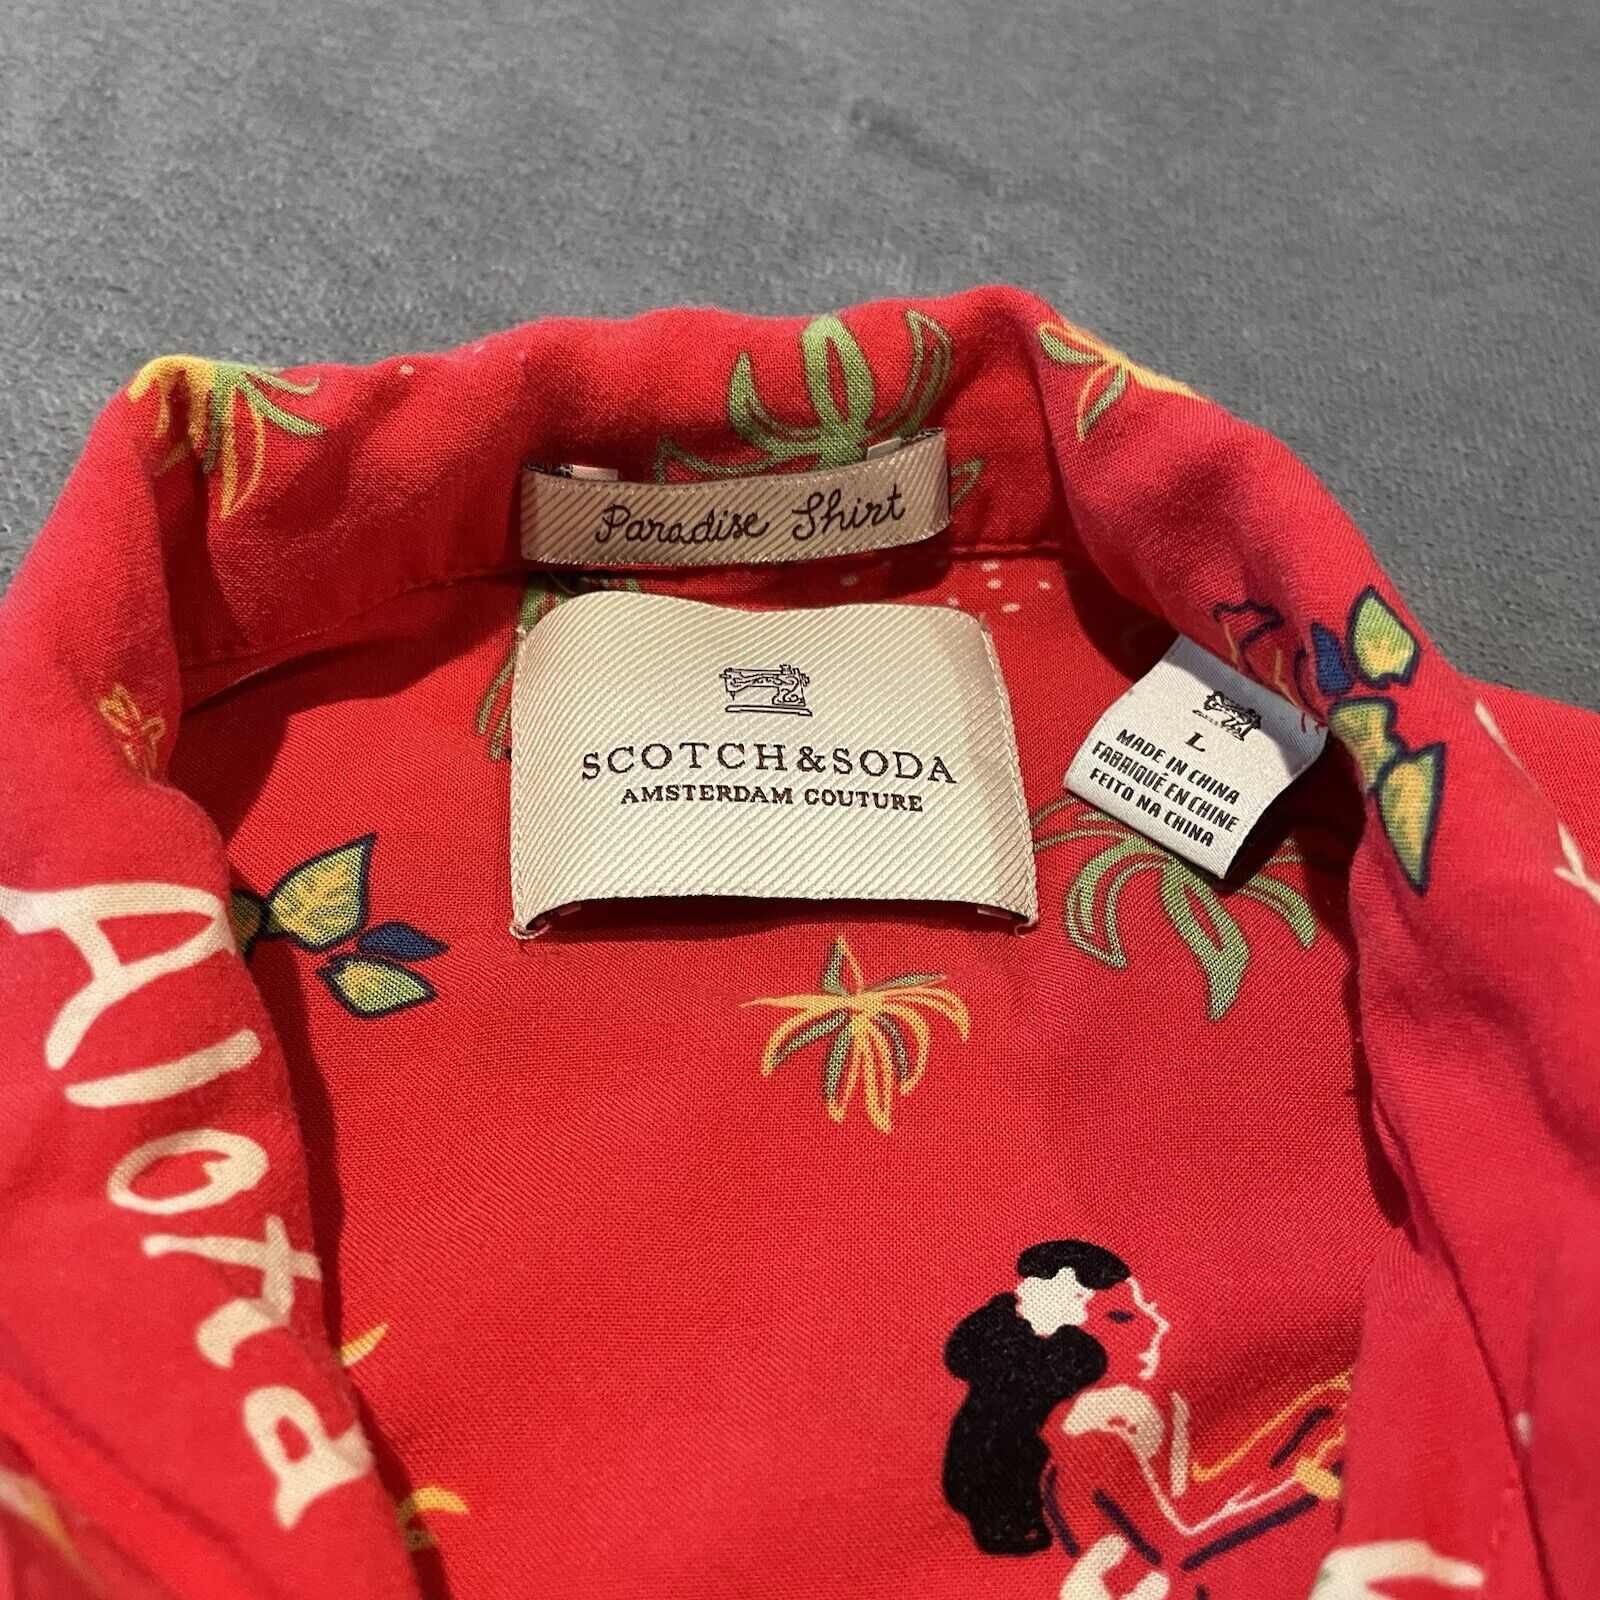 Paradise Shirt
SCOTCH&SODA
AMSTERDAM COUTURE
L
MADE IN CHINA
FABRIQUÉ EN CHINE
FEITO NA CHINA
Aloha